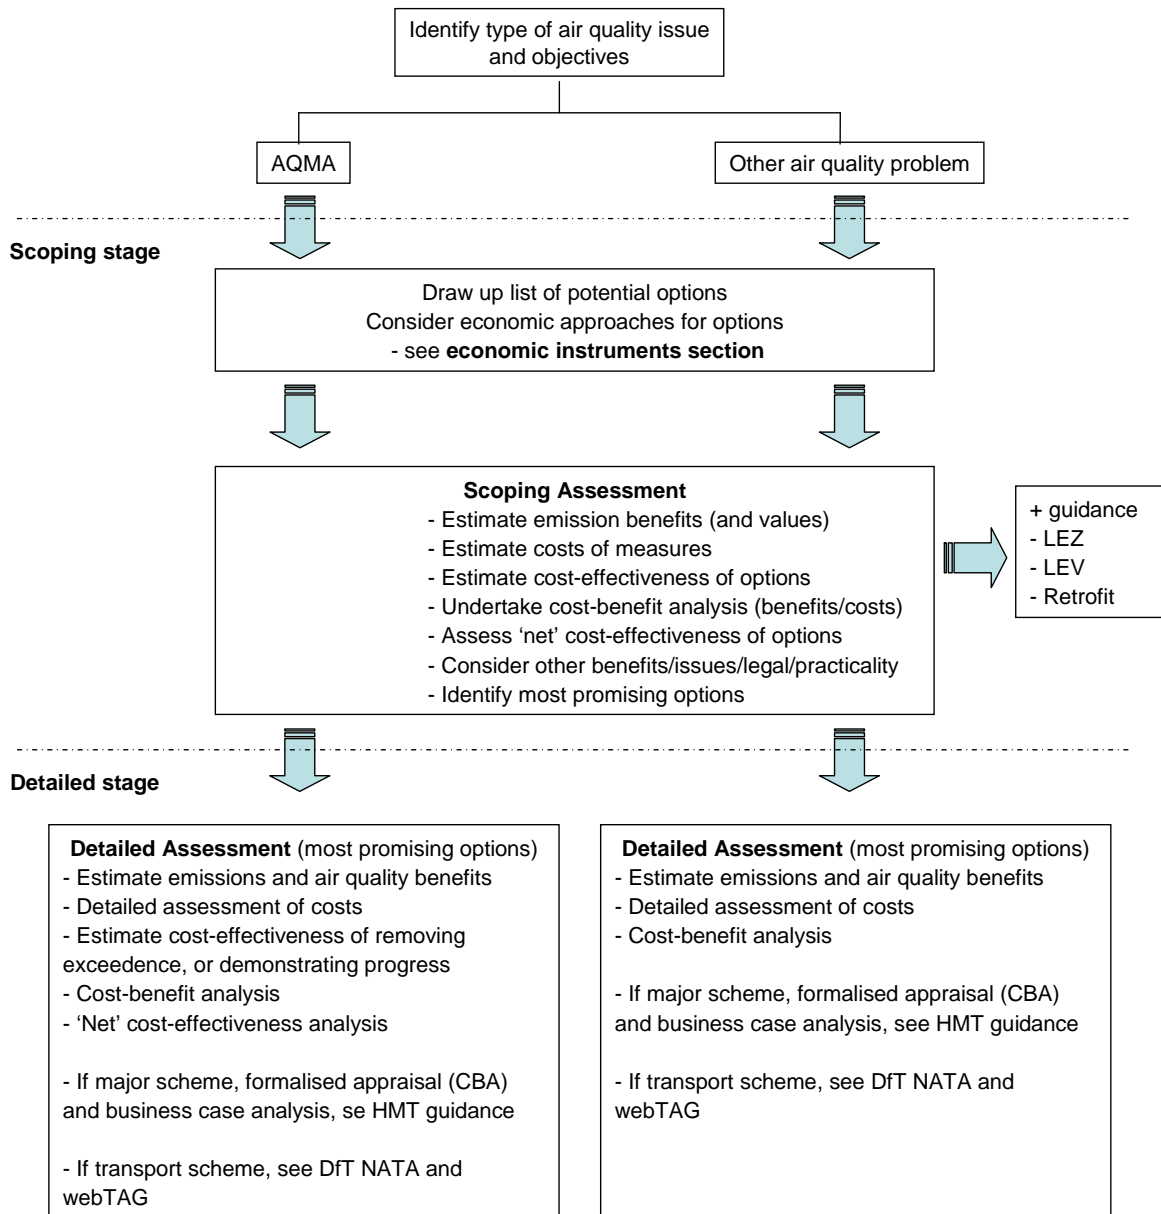 Identify type of air quality issue
and objectives
AQMA
Other air quality problem
Scoping stage
Draw up list of potential options
Consider economic approaches for options
- see economic instruments section
Scoping Assessment
- Estimate emission benefits (and values)
- Estimate costs of measures
- Estimate cost-effectiveness of options
- Undertake cost-benefit analysis (benefits/costs)
- Assess ‘net’ cost-effectiveness of options
- Consider other benefits/issues/legal/practicality
- Identify most promising options
+ guidance
- LEZ
- LEV
- Retrofit
Detailed stage
Detailed Assessment (most promising options)
- Estimate emissions and air quality benefits
- Detailed assessment of costs
- Estimate cost-effectiveness of removing
exceedence, or demonstrating progress
- Cost-benefit analysis
- ‘Net’ cost-effectiveness analysis
- If major scheme, formalised appraisal (CBA)
and business case analysis, se HMT guidance
- If transport scheme, see DfT NATA and
webTAG
Detailed Assessment (most promising options)
- Estimate emissions and air quality benefits
- Detailed assessment of costs
- Cost-benefit analysis
- If major scheme, formalised appraisal (CBA)
and business case analysis, see HMT guidance
- If transport scheme, see DfT NATA and
webTAG